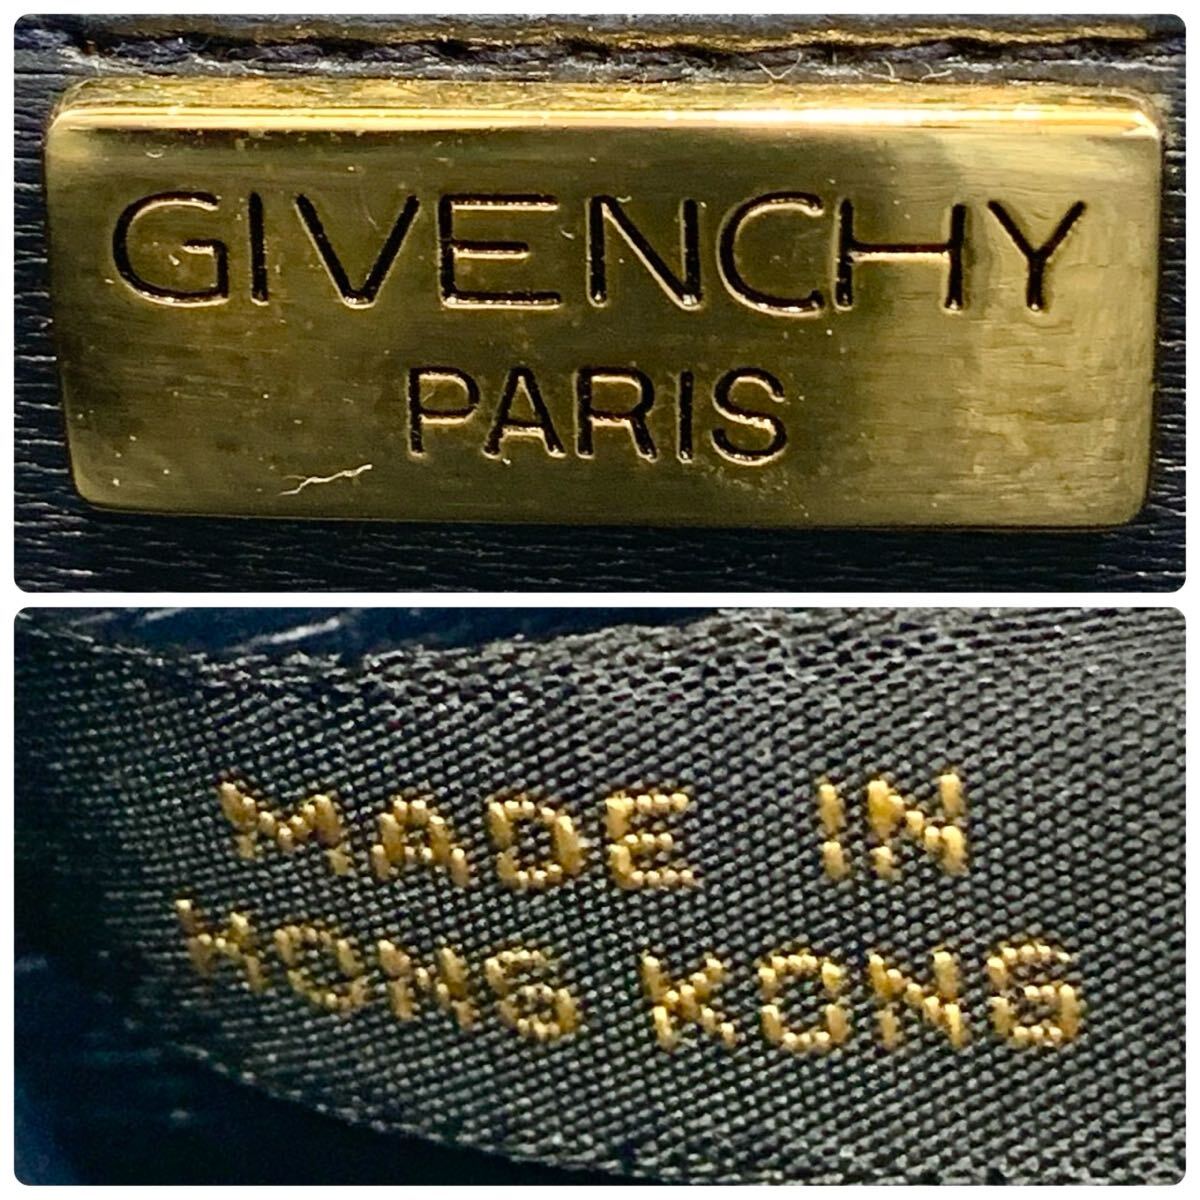 GIVENCHY
PARIS
MADE IN
HONG KONG